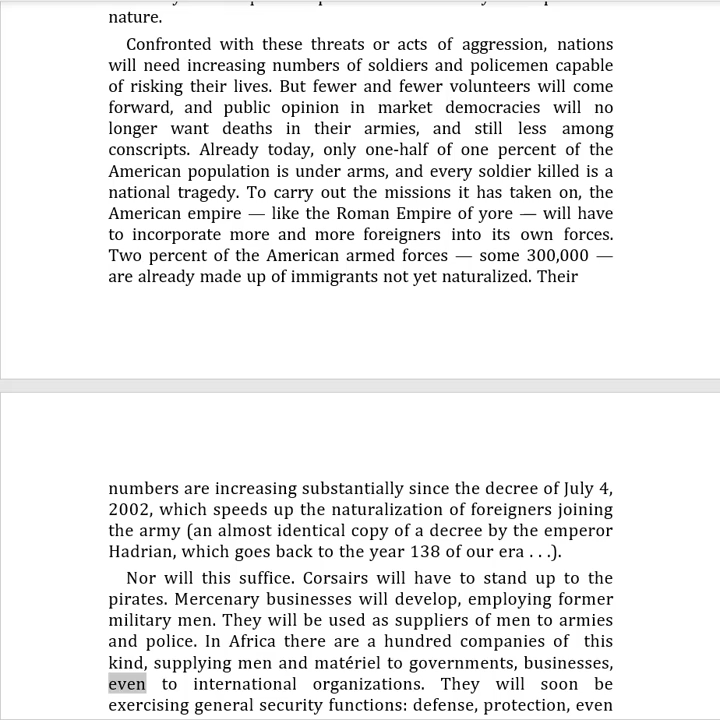 nature.
Confronted with these threats or acts of aggression, nations
will need increasing numbers of soldiers and policemen capable
of risking their lives. But fewer and fewer volunteers will come
forward, and public opinion in market democracies will no
longer want deaths in their armies, and still less among
conscripts. Already today, only one-half of one percent of the
American population is under arms, and every soldier killed is a
national tragedy. To carry out the missions it has taken on, the
American empire — like the Roman Empire of yore — will have
to incorporate more and more foreigners into its own forces.
Two percent of the American armed forces — some 300,000 —
are already made up of immigrants not yet naturalized. Their
numbers are increasing substantially since the decree of July 4,
2002, which speeds up the naturalization of foreigners joining
the army (an almost identical copy of a decree by the emperor
Hadrian, which goes back to the year 138 of our era . . .).
Nor will this suffice. Corsairs will have to stand up to the
pirates. Mercenary businesses will develop, employing former
military men. They will be used as suppliers of men to armies
and police. In Africa there are a hundred companies of this
kind, supplying men and matériel to governments, businesses,
even to international organizations. They will soon be
exercising general security functions: defense, protection, even